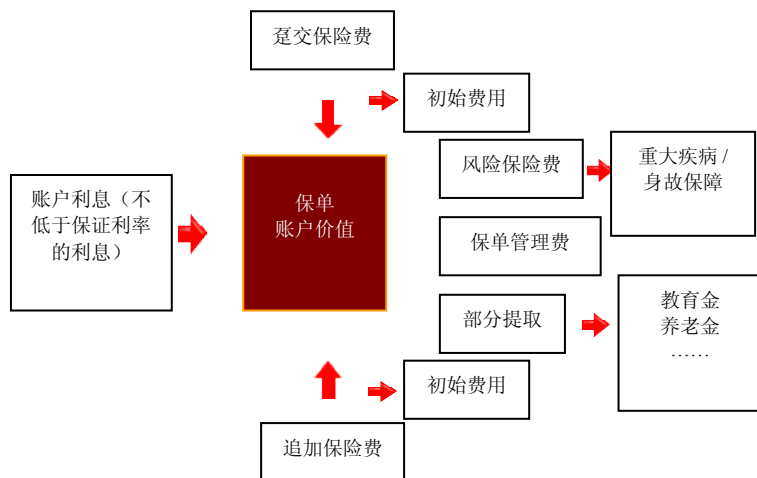 趸交保险费
初始费用
风险保险费
重大疾病 /
身故保障
账户利息（不
低于保证利率
的利息）
保单
账户价值
保单管理费
部分提取
教育金
养老金
……
初始费用
追加保险费